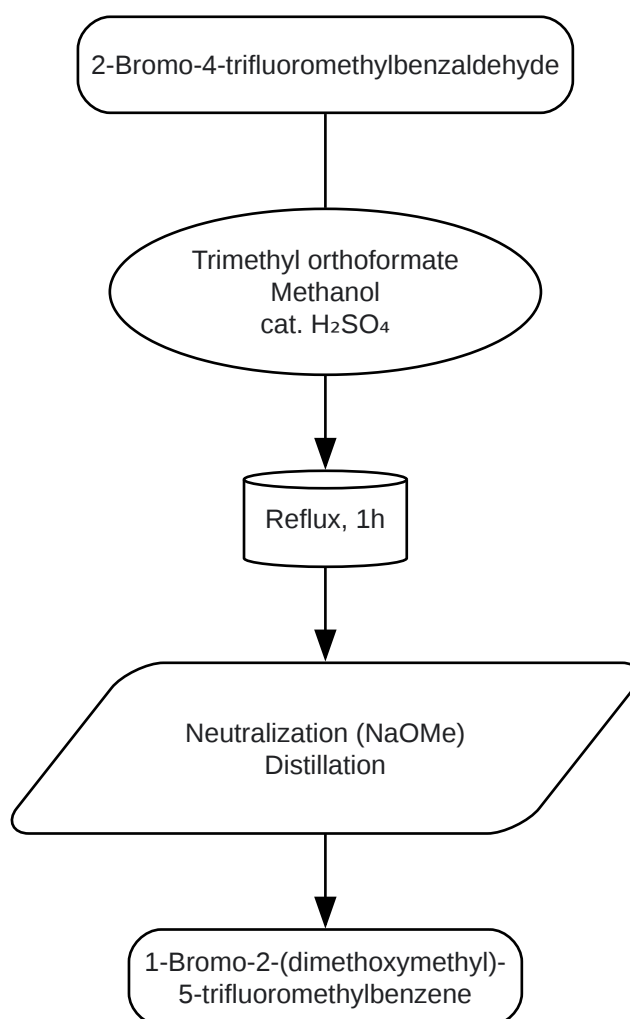 2-Bromo-4-trifluoromethylbenzaldehyde
Trimethyl orthoformate
Methanol
cat. H₂SO₄
Reflux, 1h
Neutralization (NaOMe)
Distillation
1-Bromo-2-(dimethoxymethyl)-
5-trifluoromethylbenzene